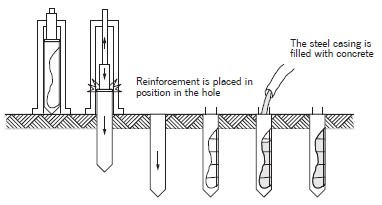 The steel casing is
filled with concrete
Reinforcement is placed in
position in the hole